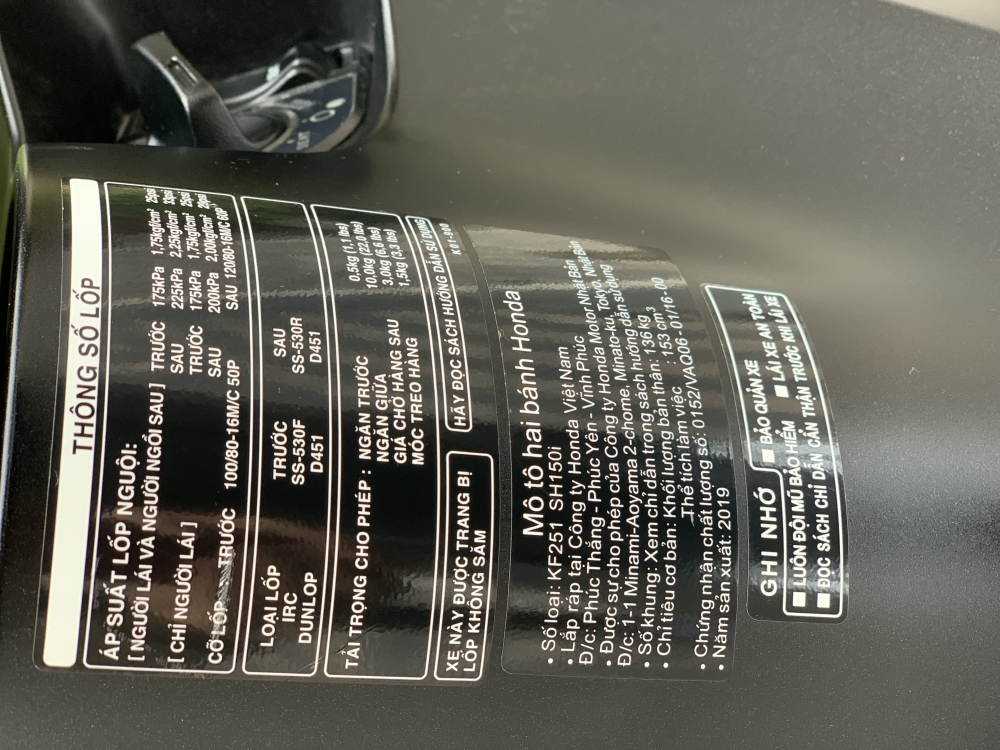 THÔNG SỐ LỐP
ÁP SUẤT LỐP NGUỘI:
[ NGƯỜI LÁI VÀ NGƯỜI NGỒI SAU ] TRƯỚC 175kPa 1,75kgf/cm² 25psi
SAU 225kPa 2,25kgf/cm² 33psi
[ CHỈ NGƯỜI LÁI ] TRƯỚC 175kPa 1,75kgf/cm² 25psi
SAU 200kPa 2,00kgf/cm² 29psi
CỠ LỐP TRƯỚC 100/80-16M/C 50P SAU 120/80-16M/C 60P
LOẠI LỐP TRƯỚC SAU
IRC SS-530F SS-530R
DUNLOP D451 D451
TẢI TRỌNG CHO PHÉP : NGĂN TRƯỚC 0,5kg (1,1 lbs)
NGĂN GIỮA 10,0kg (22,0 lbs)
GIÁ CHỞ HÀNG SAU 3,0kg (6,6 lbs)
MÓC TREO HÀNG 1,5kg (3,3 lbs)
XE NÀY ĐƯỢC TRANG BỊ
LỐP KHÔNG SĂM
HÃY ĐỌC SÁCH HƯỚNG DẪN SỬ DỤNG
Mô tô hai bánh Honda
• Số loại: KF251 SH150i
• Lắp ráp tại Công ty Honda Việt Nam
Đ/c: Phúc Thắng - Phúc Yên - Vĩnh Phúc
• Được sự cho phép của Công ty Honda Motor Nhật Bản
Đ/c: 1-1 Minami-Aoyama 2-chome, Minato-ku, Tokyo, Nhật Bản
• Số khung: Xem chỉ dẫn trong sách hướng dẫn sử dụng
• Chỉ tiêu cơ bản: Khối lượng bản thân: 136 kg
Thể tích làm việc : 153 cm³
• Chứng nhận chất lượng số: 0152/VAQ06 - 01/16 - 00
• Năm sản xuất: 2019
GHI NHỚ
■ BẢO QUẢN XE
■ LUÔN ĐỘI MŨ BẢO HIỂM ■ LÁI XE AN TOÀN
■ ĐỌC SÁCH CHỈ DẪN CẨN THẬN TRƯỚC KHI LÁI XE